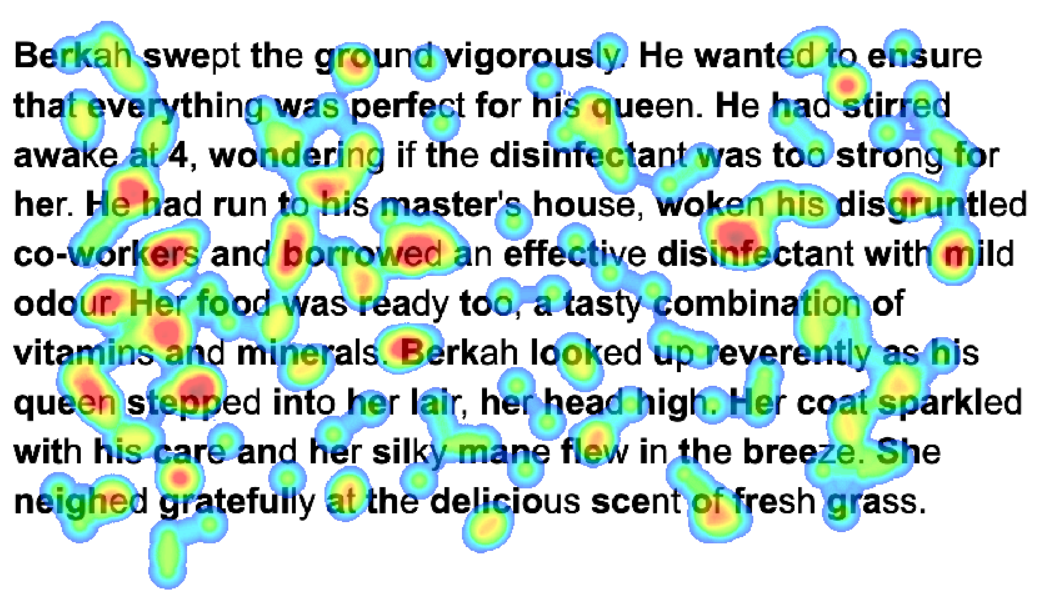 Berkah swept the ground vigorously. He wanted to ensure
that everything was perfect for his queen. He had stirred
awake at 4, wondering if the disinfectant was too strong for
her. He had run to his master's house, woken his disgruntled
co-workers and borrowed an effective disinfectant with mild
odour. Her food was ready too, a tasty combination of
vitamins and minerals. Berkah looked up reverently as his
queen stepped into her lair, her head high. Her coat sparkled
with his care and her silky mane flew in the breeze. She
neighed gratefully at the delicious scent of fresh grass.